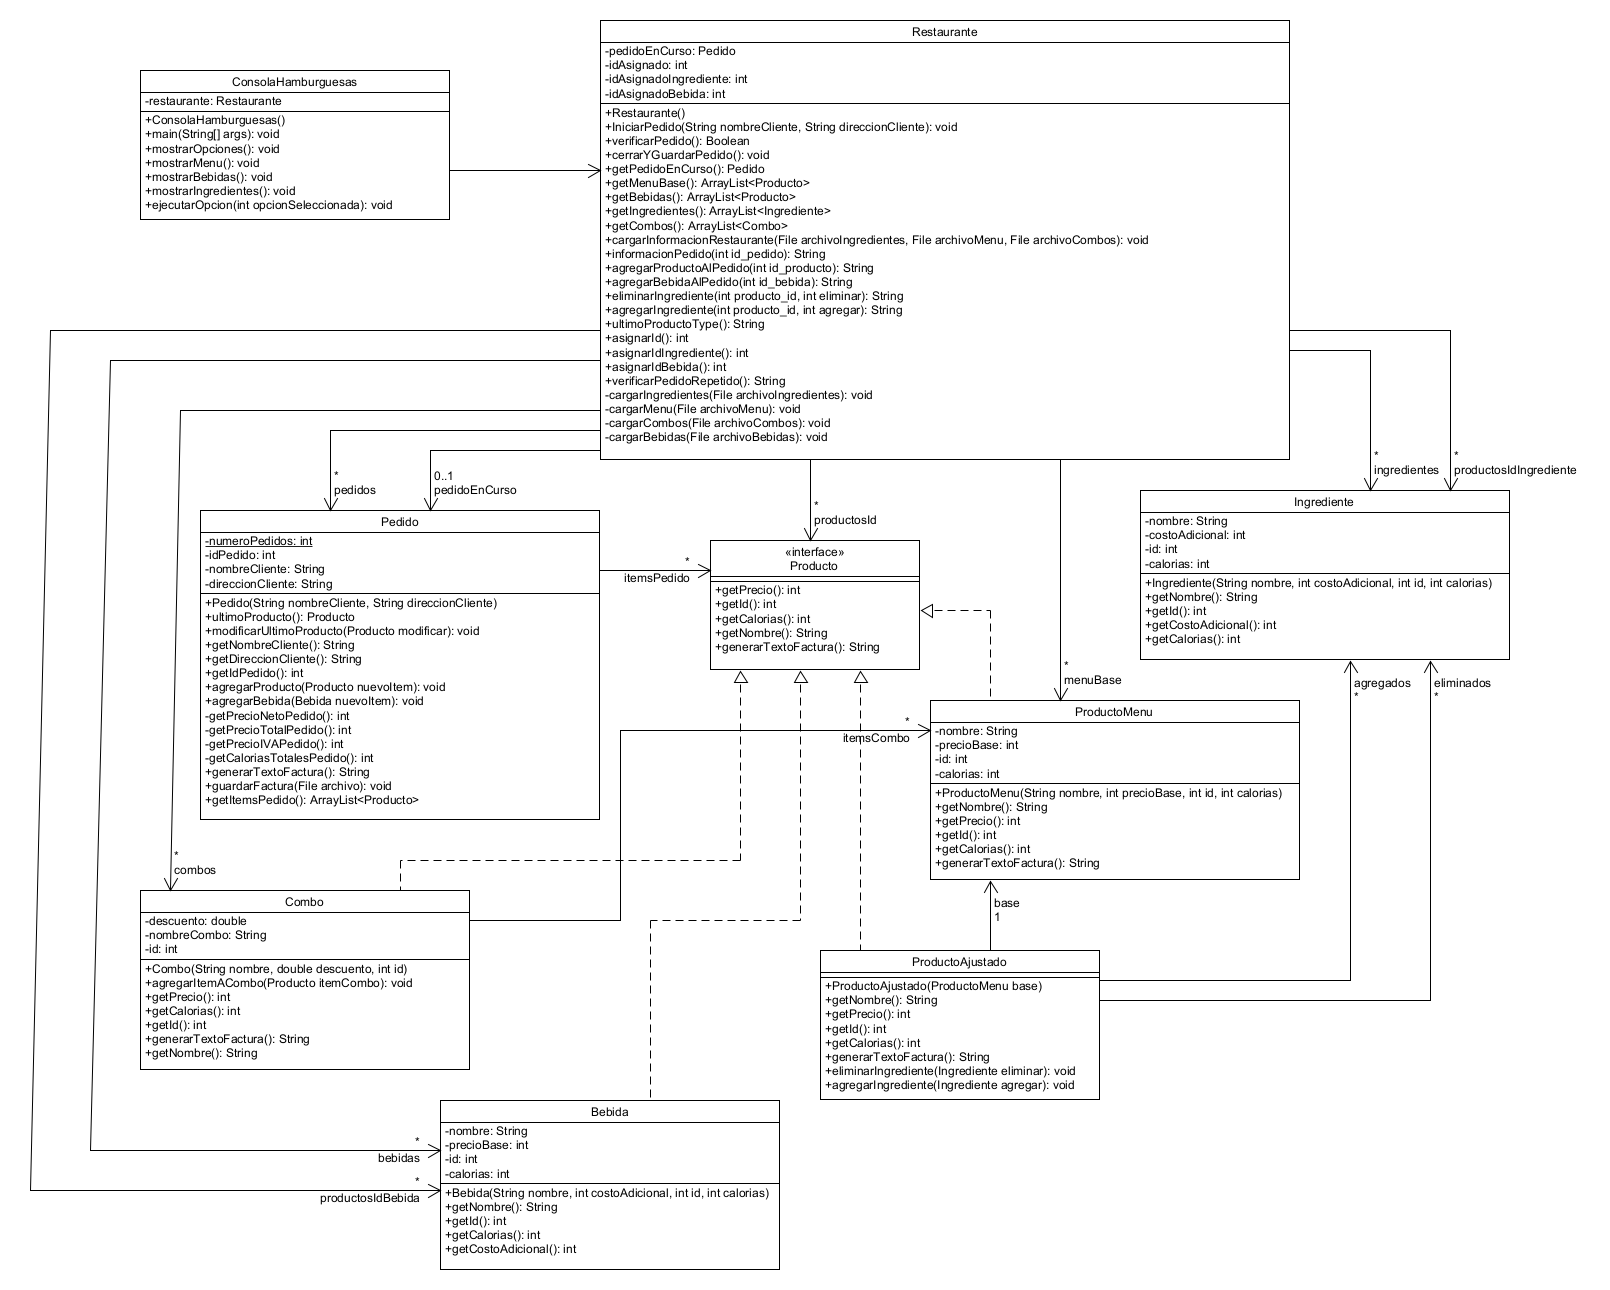 Restaurante
-pedidoEnCurso: Pedido
-idAsignado: int
-idAsignadoIngrediente: int
-idAsignadoBebida: int
+Restaurante()
+IniciarPedido(String nombreCliente, String direccionCliente): void
+verificarPedido(): Boolean
+cerrarYGuardarPedido(): void
+getPedidoEnCurso(): Pedido
+getMenuBase(): ArrayList<Producto>
+getBebidas(): ArrayList<Producto>
+getIngredientes(): ArrayList<Ingrediente>
+getCombos(): ArrayList<Combo>
+cargarInformacionRestaurante(File archivoIngredientes, File archivoMenu, File archivoCombos): void
+informacionPedido(int id_pedido): String
+agregarProductoAlPedido(int id_producto): String
+agregarBebidaAlPedido(int id_bebida): String
+eliminarIngrediente(int producto_id, int eliminar): String
+agregarIngrediente(int producto_id, int agregar): String
+ultimoProductoType(): String
+asignarId(): int
+asignarIdIngrediente(): int
+asignarIdBebida(): int
+verificarPedidoRepetido(): String
-cargarIngredientes(File archivoIngredientes): void
-cargarMenu(File archivoMenu): void
-cargarCombos(File archivoCombos): void
-cargarBebidas(File archivoBebidas): void
ConsolaHamburguesas
-restaurante: Restaurante
+ConsolaHamburguesas()
+main(String[] args): void
+mostrarOpciones(): void
+mostrarMenu(): void
+mostrarBebidas(): void
+mostrarIngredientes(): void
+ejecutarOpcion(int opcionSeleccionada): void
*
pedidos
0..1
pedidoEnCurso
*
productosId
*
ingredientes
*
productosIdIngrediente
Pedido
-numeroPedidos: int
-idPedido: int
-nombreCliente: String
-direccionCliente: String
+Pedido(String nombreCliente, String direccionCliente)
+ultimoProducto(): Producto
+modificarUltimoProducto(Producto modificar): void
+getNombreCliente(): String
+getDireccionCliente(): String
+getIdPedido(): int
+agregarProducto(Producto nuevoItem): void
+agregarBebida(Bebida nuevoItem): void
-getPrecioNetoPedido(): int
-getPrecioTotalPedido(): int
-getPrecioIVAPedido(): int
-getCaloriasTotalesPedido(): int
+generarTextoFactura(): String
+guardarFactura(File archivo): void
+getItemsPedido(): ArrayList<Producto>
*
itemsPedido
«interface»
Producto
+getPrecio(): int
+getId(): int
+getCalorias(): int
+getNombre(): String
+generarTextoFactura(): String
Ingrediente
-nombre: String
-costoAdicional: int
-id: int
-calorias: int
+Ingrediente(String nombre, int costoAdicional, int id, int calorias)
+getNombre(): String
+getId(): int
+getCostoAdicional(): int
+getCalorias(): int
*
menuBase
agregados
*
eliminados
*
ProductoMenu
-nombre: String
-precioBase: int
-id: int
-calorias: int
+ProductoMenu(String nombre, int precioBase, int id, int calorias)
+getNombre(): String
+getPrecio(): int
+getId(): int
+getCalorias(): int
+generarTextoFactura(): String
*
itemsCombo
*
combos
base
1
Combo
-descuento: double
-nombreCombo: String
-id: int
+Combo(String nombre, double descuento, int id)
+agregarItemACombo(Producto itemCombo): void
+getPrecio(): int
+getCalorias(): int
+getId(): int
+generarTextoFactura(): String
+getNombre(): String
ProductoAjustado
+ProductoAjustado(ProductoMenu base)
+getNombre(): String
+getPrecio(): int
+getId(): int
+getCalorias(): int
+generarTextoFactura(): String
+eliminarIngrediente(Ingrediente eliminar): void
+agregarIngrediente(Ingrediente agregar): void
*
bebidas
*
productosIdBebida
Bebida
-nombre: String
-precioBase: int
-id: int
-calorias: int
+Bebida(String nombre, int costoAdicional, int id, int calorias)
+getNombre(): String
+getId(): int
+getCalorias(): int
+getCostoAdicional(): int